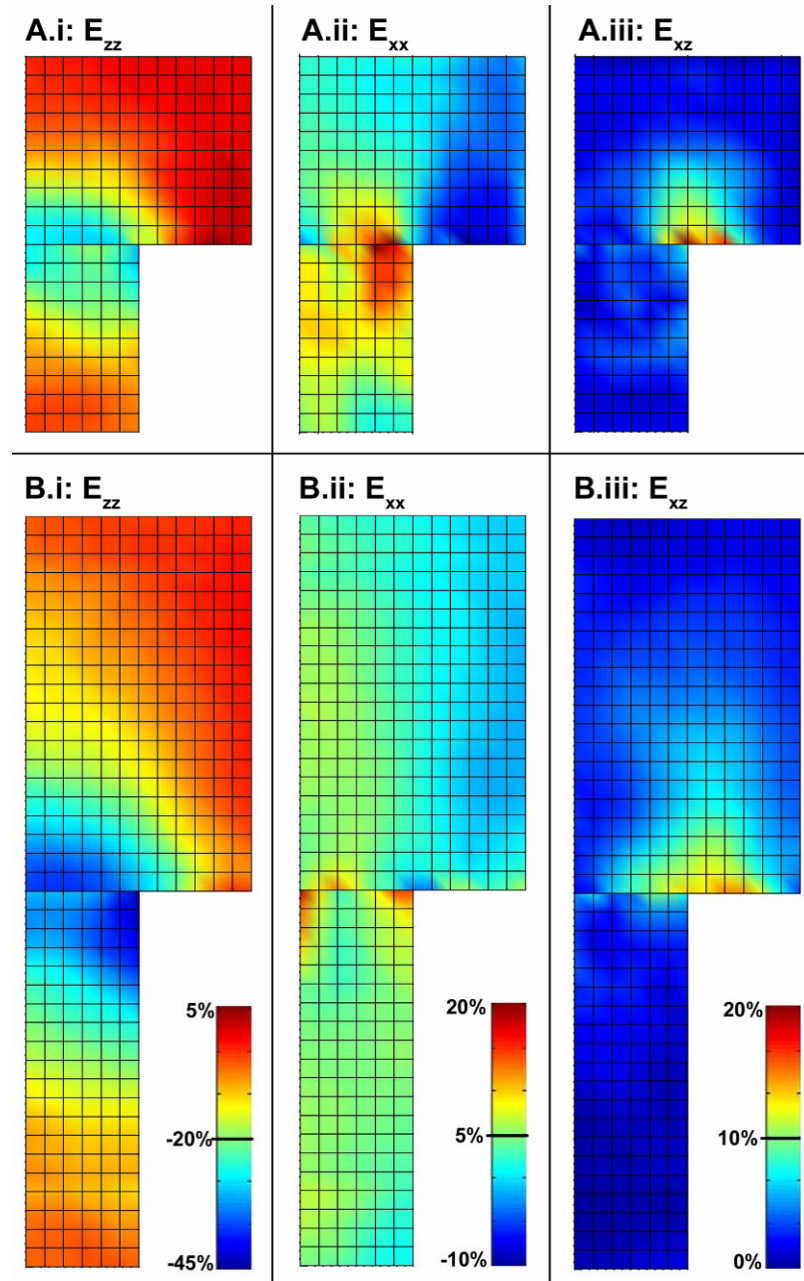 A.i: Ezz
A.ii: Exx
A.iii: Exz
B.i: Ezz
B.ii: Exx
B.iii: Exz
5%
-20%
-45%
20%
5%
-10%
20%
10%
0%